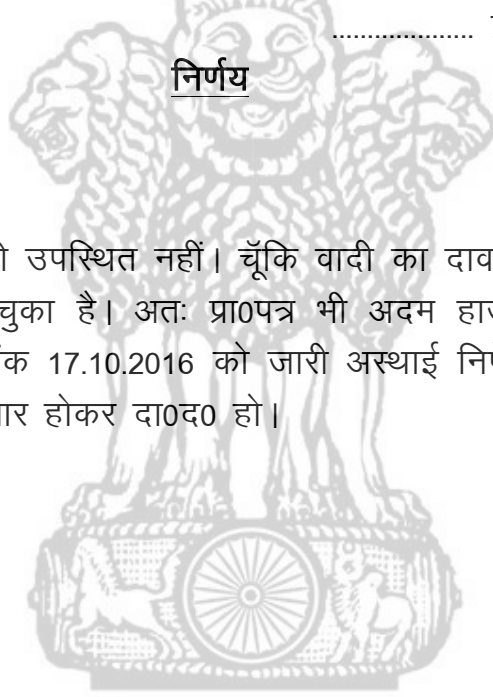 ....................
निर्णय
उपस्थित नहीं। चूॅकि वादी का
चुका है। अतः प्रा0पत्र भी अदम
17.10.2016 को जारी अस्थाई
होकर दा0द0 हो।